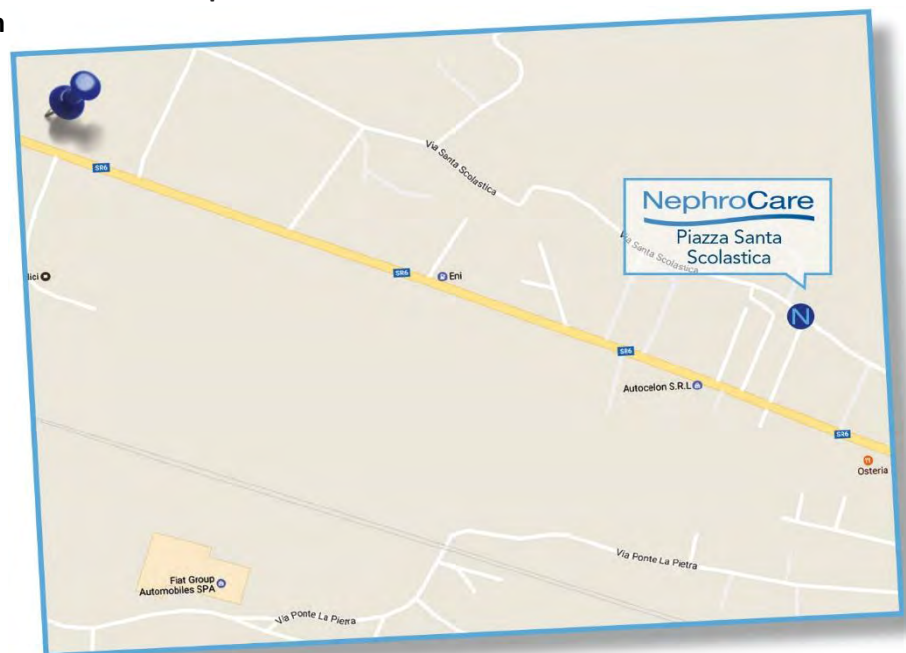 n
Via Santa Scolastica
SR6
NephroCare
Piazza Santa
Scolastica
Via Santa Scolastica
lici
SR6
Eni
SR6
Autocelon S.R.L
SR6
Osteria
Via Ponte La Pietra
Fiat Group
Automobiles SPA
Via Ponte La Pietra
N